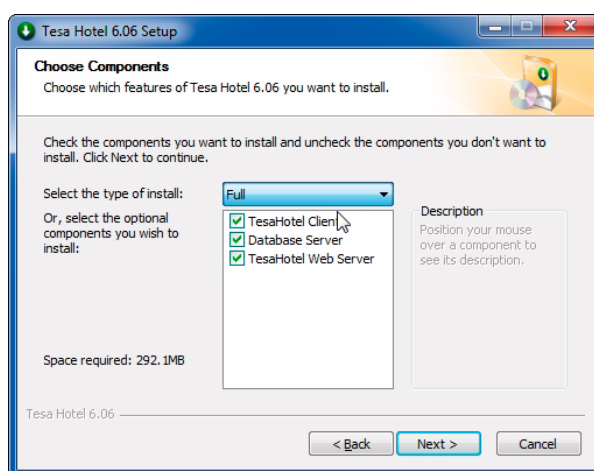 Tesa Hotel 6.06 Setup
Choose Components
Choose which features of Tesa Hotel 6.06 you want to install.
Check the components you want to install and uncheck the components you don't want to
install. Click Next to continue.
Select the type of install:
Full
Or, select the optional
components you wish to
install:
TesaHotel Client
Database Server
TesaHotel Web Server
Description
Position your mouse
over a component to
see its description.
Space required: 292.1MB
Tesa Hotel 6.06
< Back
Next >
Cancel